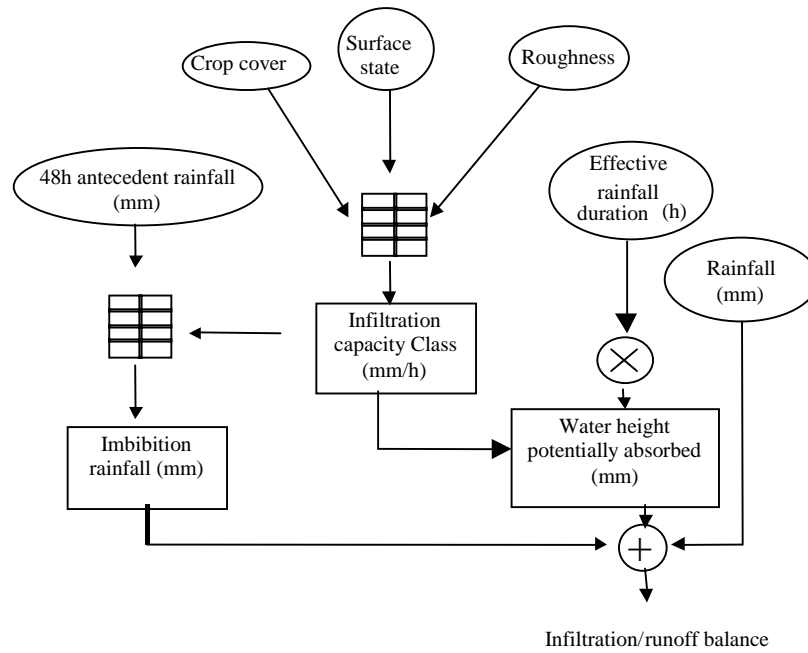 Surface
state
Crop cover
Roughness
48h antecedent rainfall
(mm)
Effective
rainfall
duration (h)
Rainfall
(mm)
Infiltration
capacity Class
(mm/h)
Imbibition
rainfall (mm)
Water height
potentially absorbed
(mm)
Infiltration/runoff balance